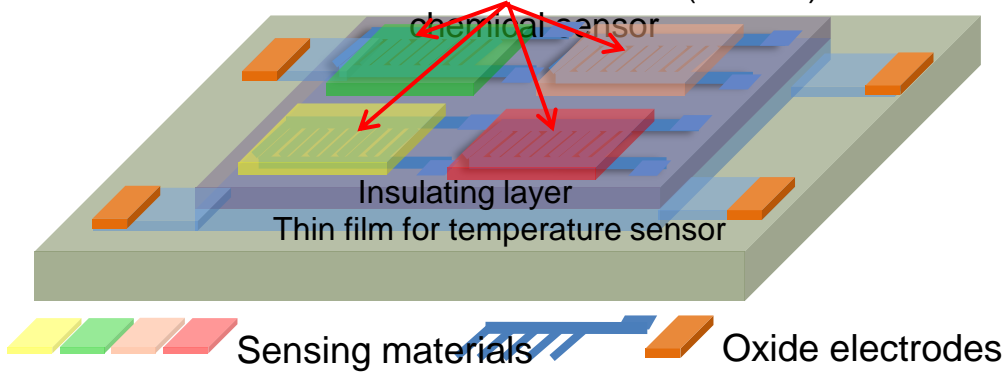 chemical sensor
Insulating layer
Thin film for temperature sensor
Sensing materials
Oxide electrodes